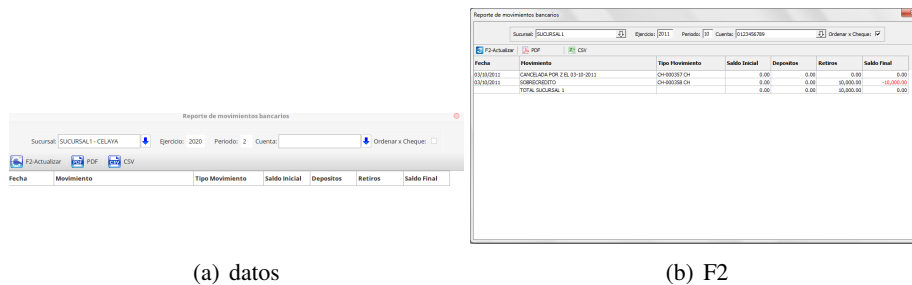 Reporte de movimientos bancarios
Sucursal: SUCURSAL1 - CELAYA Ejercicio: 2020 Periodo: 2 Cuenta: Ordenar x Cheque:
F2-Actualizar PDF CSV
Fecha Movimiento Tipo Movimiento Saldo Inicial Depositos Retiros Saldo Final
(a) datos
Reporte de movimientos bancarios
Sucursal: SUCURSAL1 Ejercicio: 2011 Periodo: 10 Cuenta: 0123456789 Ordenar x Cheque:
F2-Actualizar PDF CSV
Fecha Movimiento Tipo Movimiento Saldo Inicial Depositos Retiros Saldo Final
03/10/2011 CANCELADA POR Z EL 03-10-2011 CH-000357 CH 0.00 0.00 0.00 0.00
03/10/2011 SOBRECREDITO CH-000358 CH 0.00 0.00 10,000.00 -10,000.00
TOTAL SUCURSAL 1 0.00 0.00 10,000.00 0.00
(b) F2